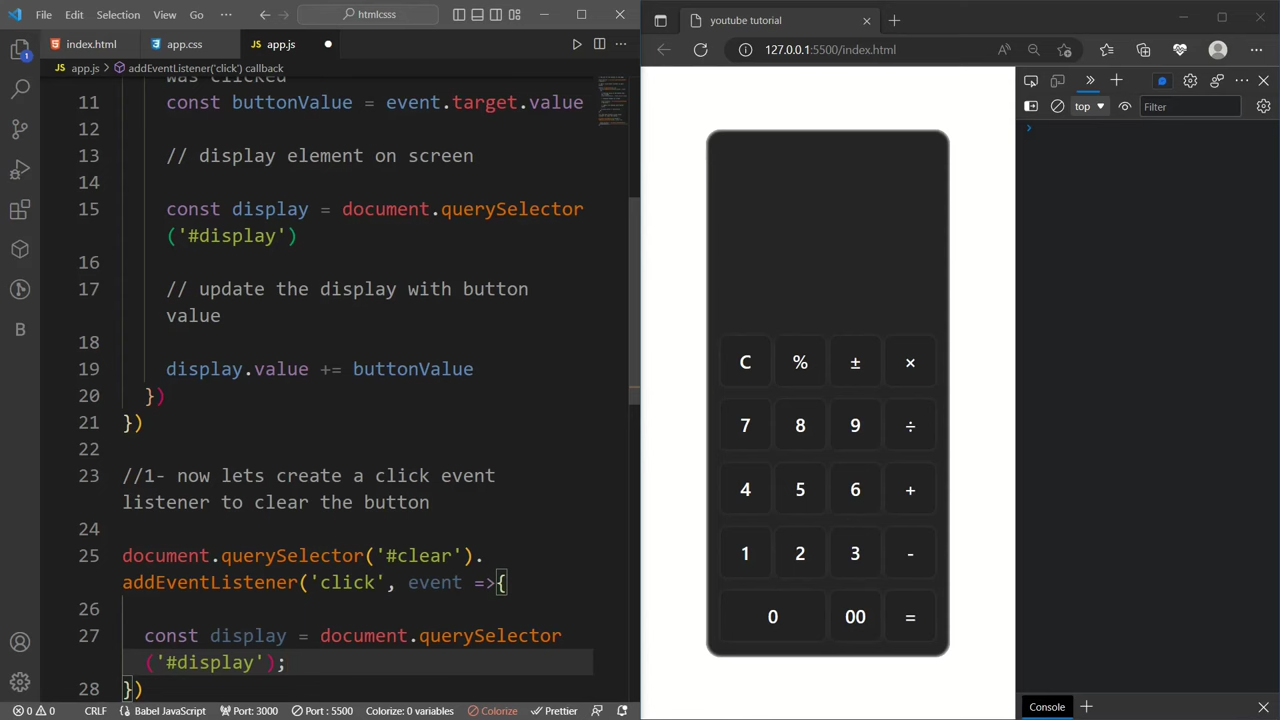 File Edit Selection View Go ··· htmlcsss
index.html app.css JS app.js
JS app.js > addEventListener('click') callback
was clicked
11 const buttonValue = event.target.value
12
13 // display element on screen
14
15 const display = document.querySelector
('#display')
16
17 // update the display with button
value
18
19 display.value += buttonValue
20 })
21 })
22
23 //1- now lets create a click event
listener to clear the button
24
25 document.querySelector('#clear').
addEventListener('click', event =>{
26
27 const display = document.querySelector
('#display');
28 })
1
B
0 0 CRLF Babel JavaScript Port: 3000 Port : 5500 Colorize: 0 variables Colorize Prettier
youtube tutorial
127.0.0.1:5500/index.html
C % ± ×
7 8 9 ÷
4 5 6 +
1 2 3 -
0 00 =
top Filter
Console